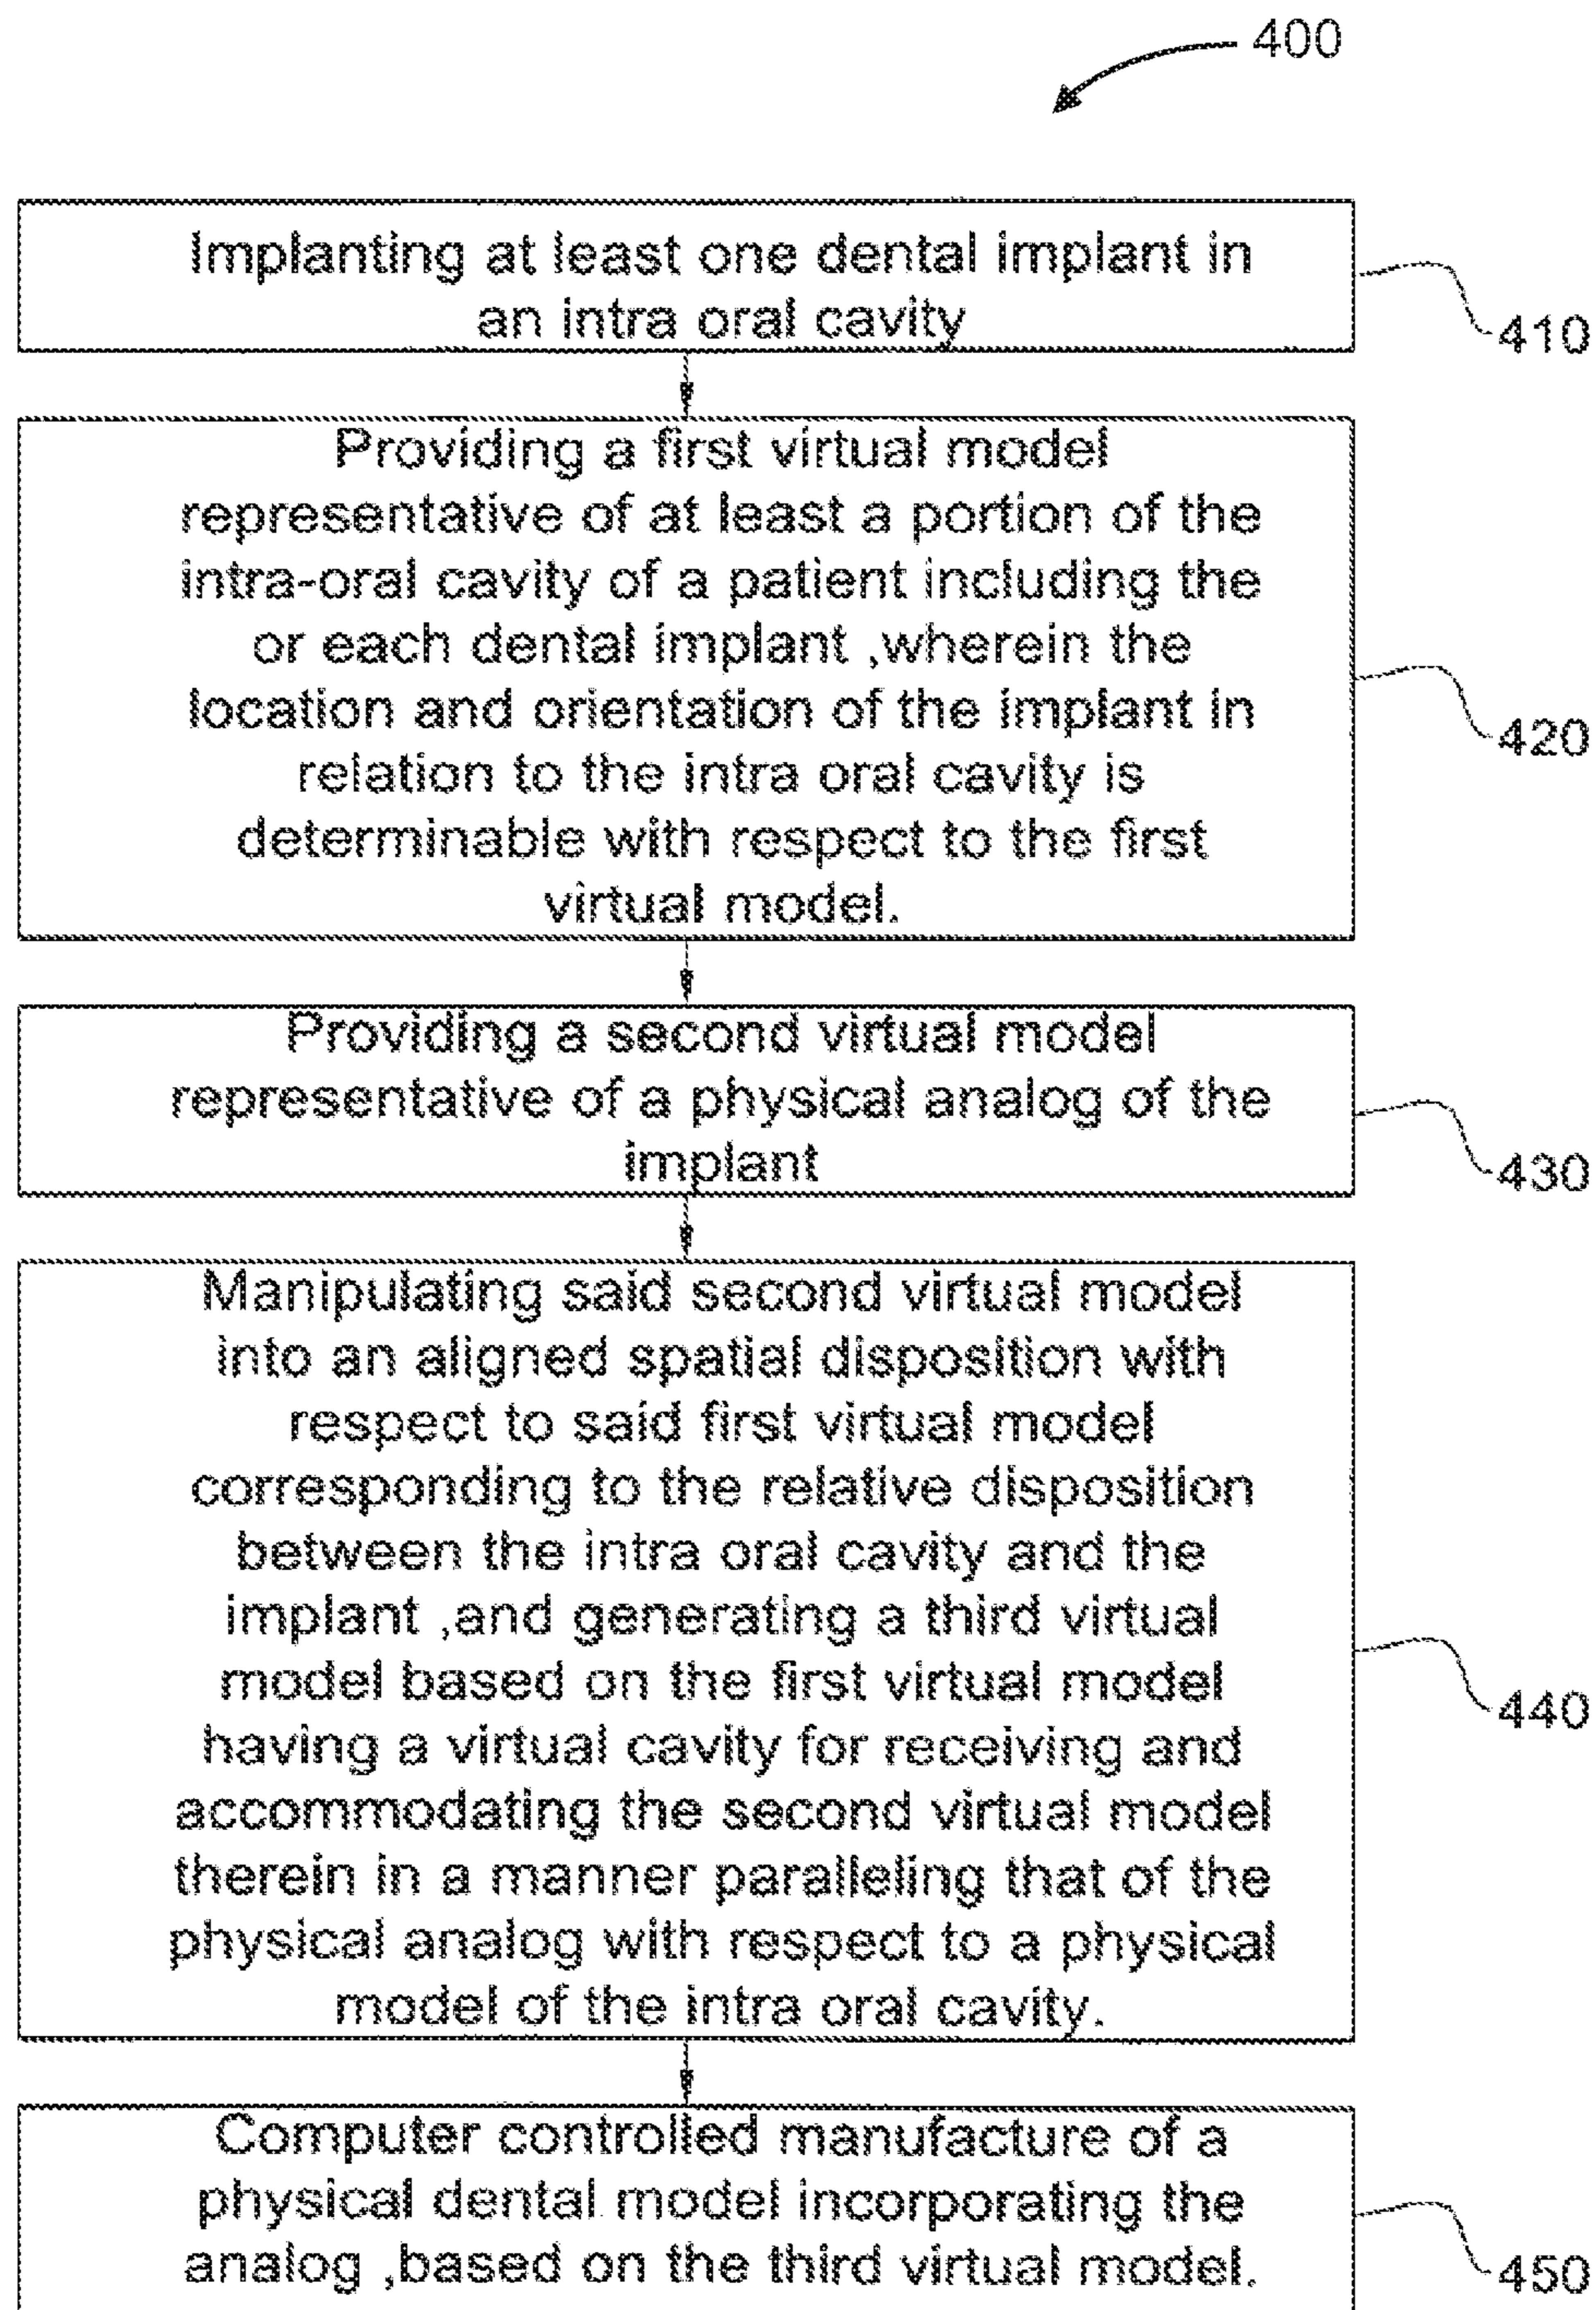 400
Implanting at least one dental implant in
an intra oral cavity
410
Providing a first virtual model
representative of at least a portion of the
intra-oral cavity of a patient including the
or each dental implant ,wherein the
location and orientation of the implant in
relation to the intra oral cavity is
determinable with respect to the first
virtual model.
420
Providing a second virtual model
representative of a physical analog of the
implant
430
Manipulating said second virtual model
into an aligned spatial disposition with
respect to said first virtual model
corresponding to the relative disposition
between the intra oral cavity and the
implant ,and generating a third virtual
model based on the first virtual model
having a virtual cavity for receiving and
accommodating the second virtual model
therein in a manner paralleling that of the
physical analog with respect to a physical
model of the intra oral cavity.
440
Computer controlled manufacture of a
physical dental model incorporating the
analog ,based on the third virtual model.
450